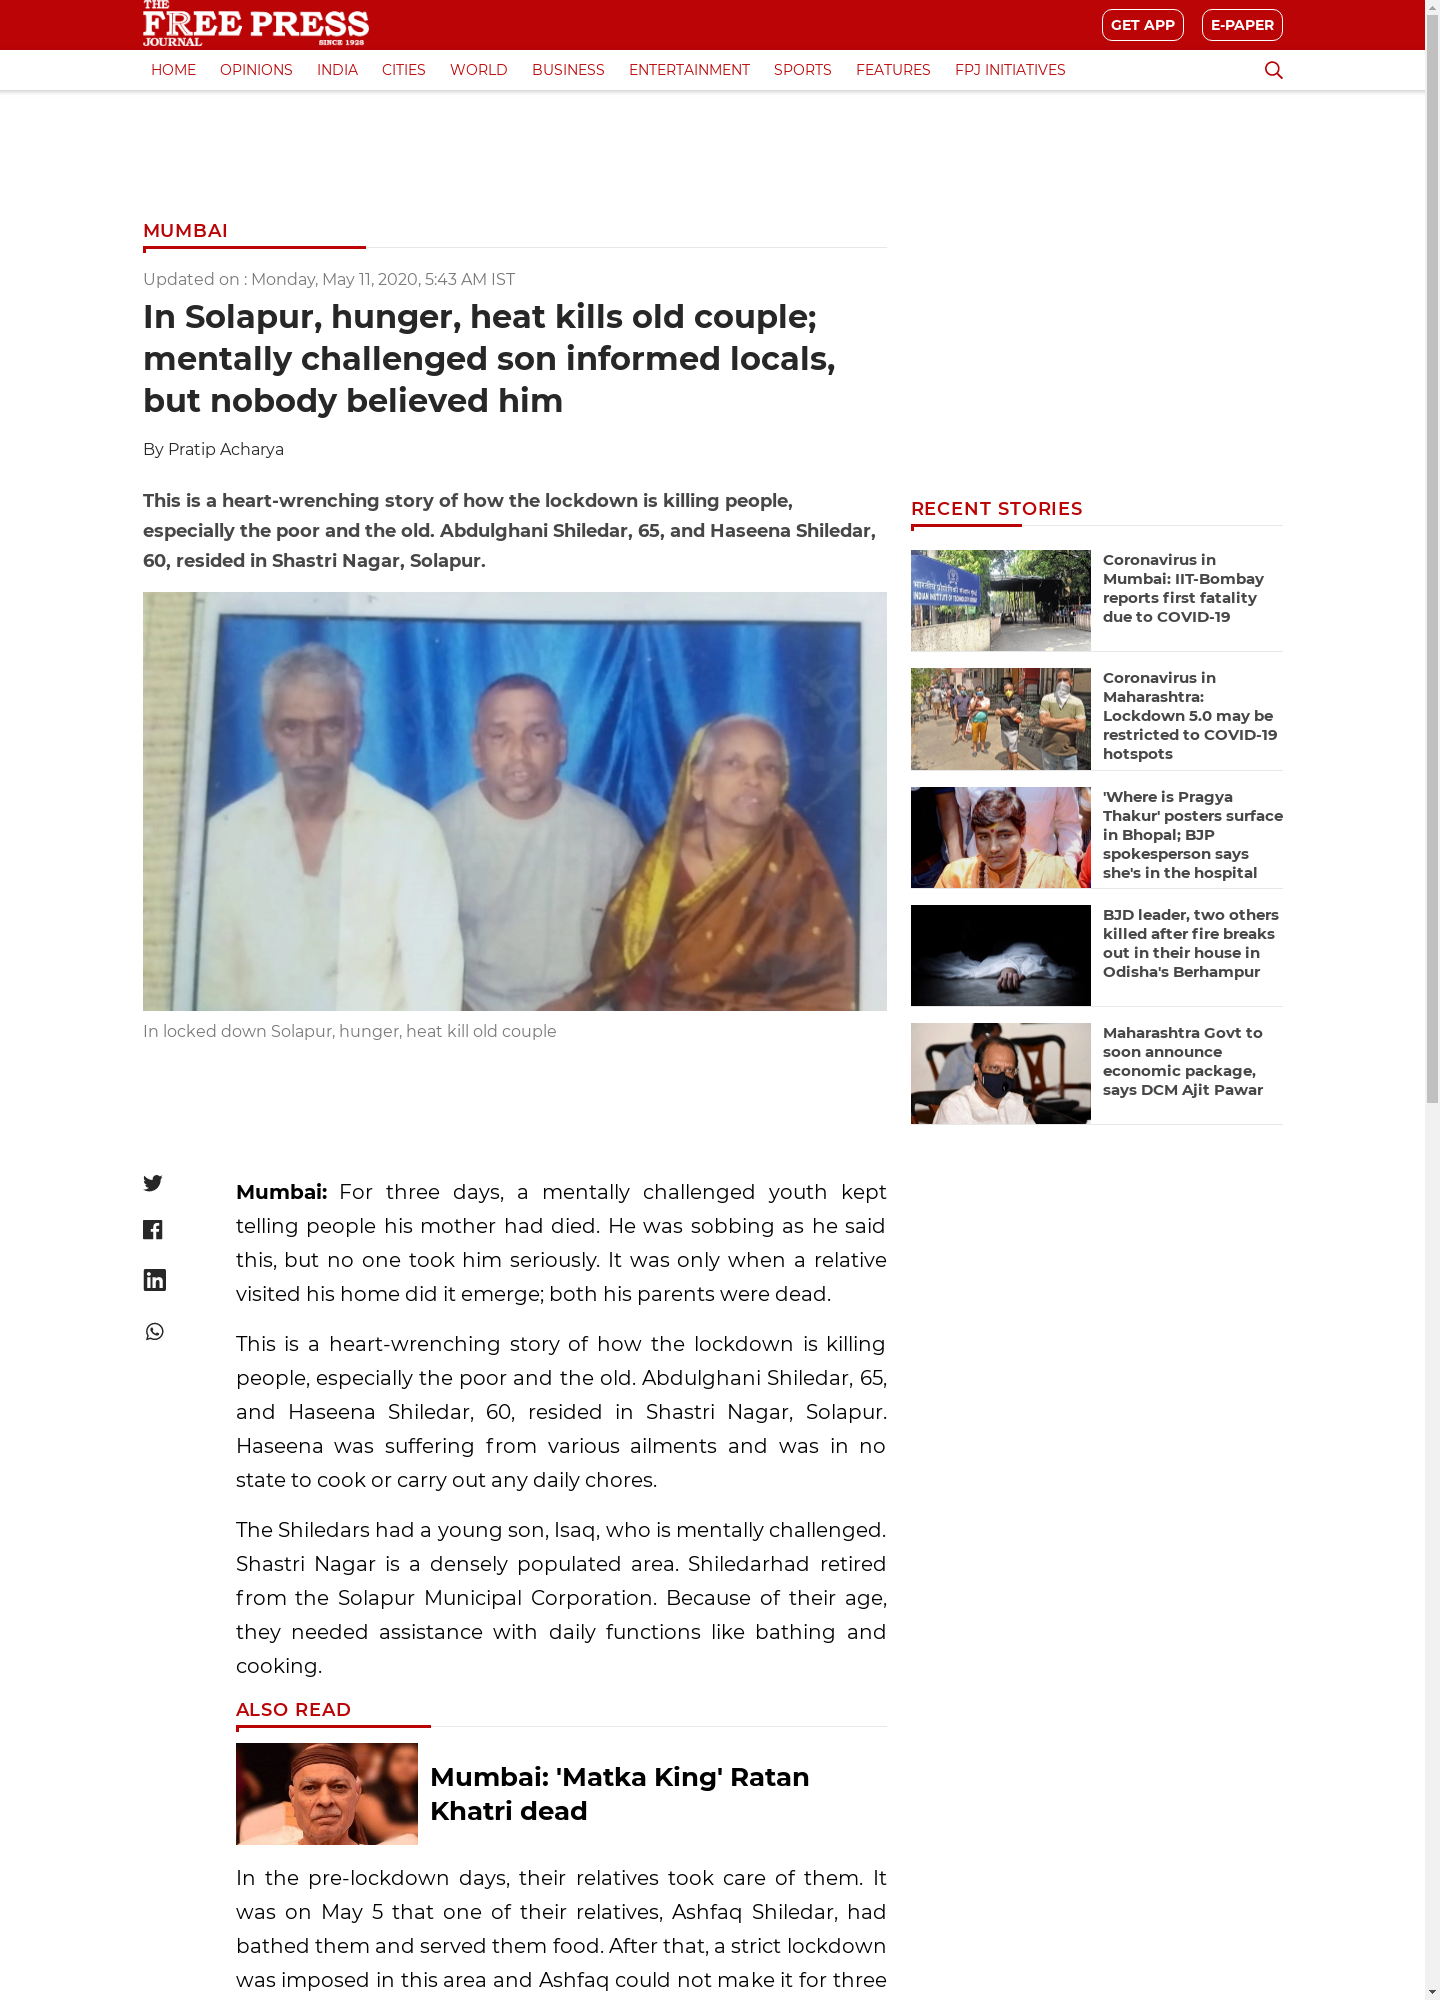 THE
FREE PRESS
JOURNAL SINCE 1928
GET APP
E-PAPER
HOME OPINIONS INDIA CITIES WORLD BUSINESS ENTERTAINMENT SPORTS FEATURES FPJ INITIATIVES
MUMBAI
Updated on : Monday, May 11, 2020, 5:43 AM IST
In Solapur, hunger, heat kills old couple;
mentally challenged son informed locals,
but nobody believed him
By Pratip Acharya
This is a heart-wrenching story of how the lockdown is killing people,
especially the poor and the old. Abdulghani Shiledar, 65, and Haseena Shiledar,
60, resided in Shastri Nagar, Solapur.
In locked down Solapur, hunger, heat kill old couple
Mumbai: For three days, a mentally challenged youth kept
telling people his mother had died. He was sobbing as he said
this, but no one took him seriously. It was only when a relative
visited his home did it emerge; both his parents were dead.
This is a heart-wrenching story of how the lockdown is killing
people, especially the poor and the old. Abdulghani Shiledar, 65,
and Haseena Shiledar, 60, resided in Shastri Nagar, Solapur.
Haseena was suffering from various ailments and was in no
state to cook or carry out any daily chores.
The Shiledars had a young son, Isaq, who is mentally challenged.
Shastri Nagar is a densely populated area. Shiledarhad retired
from the Solapur Municipal Corporation. Because of their age,
they needed assistance with daily functions like bathing and
cooking.
ALSO READ
Mumbai: 'Matka King' Ratan
Khatri dead
In the pre-lockdown days, their relatives took care of them. It
was on May 5 that one of their relatives, Ashfaq Shiledar, had
bathed them and served them food. After that, a strict lockdown
was imposed in this area and Ashfaq could not make it for three
RECENT STORIES
INDIAN INSTITUTE OF TECHNOLOGY BOMBAY
Coronavirus in
Mumbai: IIT-Bombay
reports first fatality
due to COVID-19
Coronavirus in
Maharashtra:
Lockdown 5.0 may be
restricted to COVID-19
hotspots
'Where is Pragya
Thakur' posters surface
in Bhopal; BJP
spokesperson says
she's in the hospital
BJD leader, two others
killed after fire breaks
out in their house in
Odisha's Berhampur
Maharashtra Govt to
soon announce
economic package,
says DCM Ajit Pawar